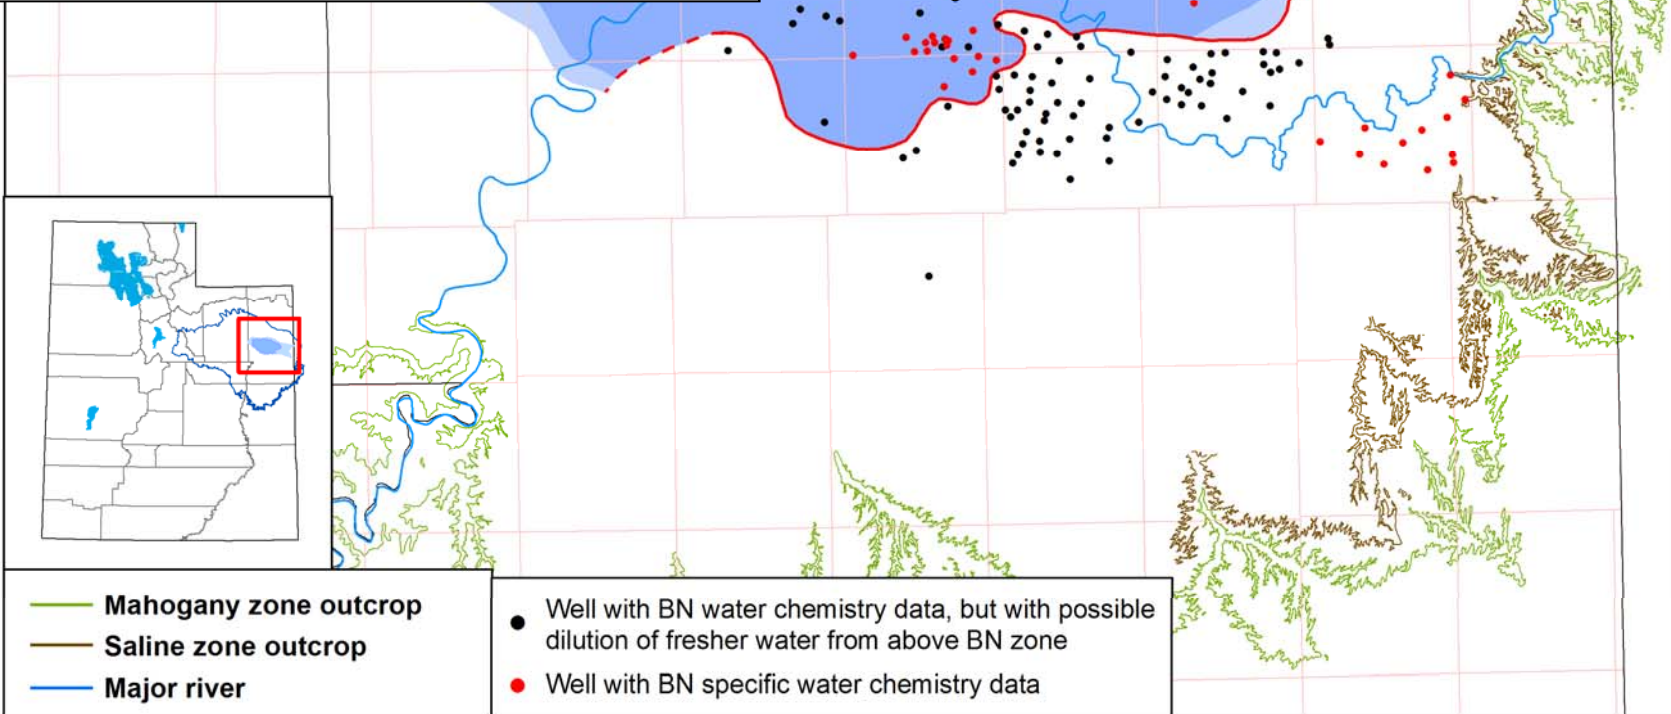 Mahogany zone outcrop
Saline zone outcrop
Major river
Well with BN water chemistry data, but with possible
dilution of fresher water from above BN zone
Well with BN specific water chemistry data